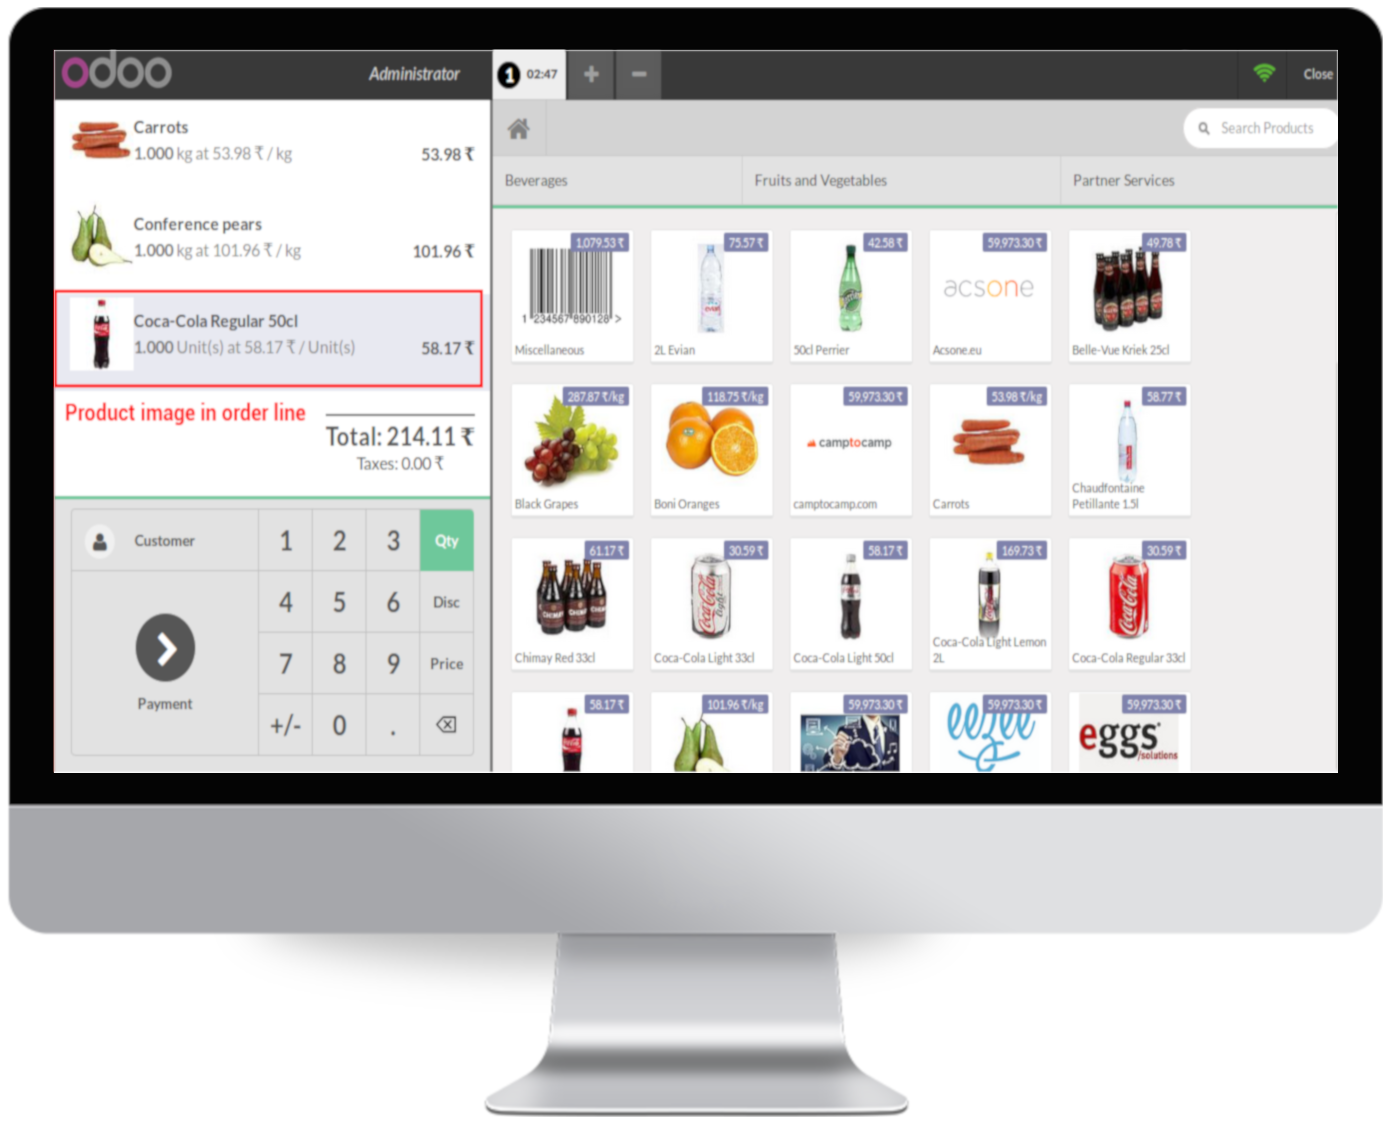 odoo
Administrator
1 02:47 + −
Close
Search Products
Carrots
1.000 kg at 53.98 ₹ / kg
53.98 ₹
Conference pears
1.000 kg at 101.96 ₹ / kg
101.96 ₹
Coca-Cola Regular 50cl
1.000 Unit(s) at 58.17 ₹ / Unit(s)
58.17 ₹
Product image in order line
Total: 214.11 ₹
Taxes: 0.00 ₹
Customer
1 2 3 Qty
4 5 6 Disc
7 8 9 Price
+/- 0 .
Payment
Beverages
Fruits and Vegetables
Partner Services
1,079.53 ₹
1 234567 890128 >
Miscellaneous
75.57 ₹
evian
2L Evian
42.58 ₹
50cl Perrier
59,973.30 ₹
acsone
Acsone.eu
49.78 ₹
Belle-Vue Kriek 25cl
287.87 ₹/kg
Black Grapes
118.75 ₹/kg
Boni Oranges
59,973.30 ₹
camptocamp
camptocamp.com
53.98 ₹/kg
Carrots
58.77 ₹
Chaudfontaine
Petillante 1.5l
61.17 ₹
CHIMAY
Chimay Red 33cl
30.59 ₹
Coca-Cola
light
Coca-Cola Light 33cl
58.17 ₹
Coca-Cola Light 50cl
169.73 ₹
Coca-Cola Light Lemon
2L
30.59 ₹
Coca-Cola
Coca-Cola Regular 33cl
58.17 ₹
101.96 ₹/kg
59,973.30 ₹
59,973.30 ₹
eezee
59,973.30 ₹
eggs
/solutions